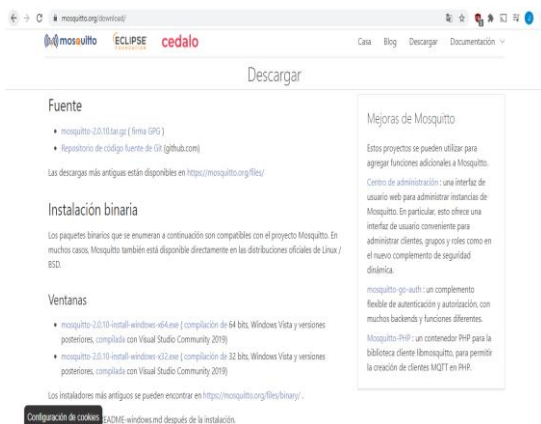 mosquitto.org/download/
mosquitto ECLIPSE FOUNDATION cedalo Casa Blog Descargar Documentación
Descargar
Fuente
mosquitto-2.0.10.tar.gz ( firma GPG )
Repositorio de código fuente de Git (github.com)
Las descargas más antiguas están disponibles en https://mosquitto.org/files/
Instalación binaria
Los paquetes binarios que se enumeran a continuación son compatibles con el proyecto Mosquitto. En
muchos casos, Mosquitto también está disponible directamente en las distribuciones oficiales de Linux /
BSD.
Ventanas
mosquitto-2.0.10-install-windows-x64.exe ( compilación de 64 bits, Windows Vista y versiones
posteriores, compilada con Visual Studio Community 2019)
mosquitto-2.0.10-install-windows-x32.exe ( compilación de 32 bits, Windows Vista y versiones
posteriores, compilada con Visual Studio Community 2019)
Los instaladores más antiguos se pueden encontrar en https://mosquitto.org/files/binary/ .
Configuración de cookies EADME-windows.md después de la instalación.
Mejoras de Mosquitto
Estos proyectos se pueden utilizar para
agregar funciones adicionales a Mosquitto.
Centro de administración : una interfaz de
usuario web para administrar instancias de
Mosquitto. En particular, esto ofrece una
interfaz de usuario conveniente para
administrar clientes, grupos y roles como en
el nuevo complemento de seguridad
dinámica.
mosquitto-go-auth : un complemento
flexible de autenticación y autorización, con
muchos backends y funciones diferentes.
Mosquitto-PHP : un contenedor PHP para la
biblioteca cliente libmosquitto, para permitir
la creación de clientes MQTT en PHP.